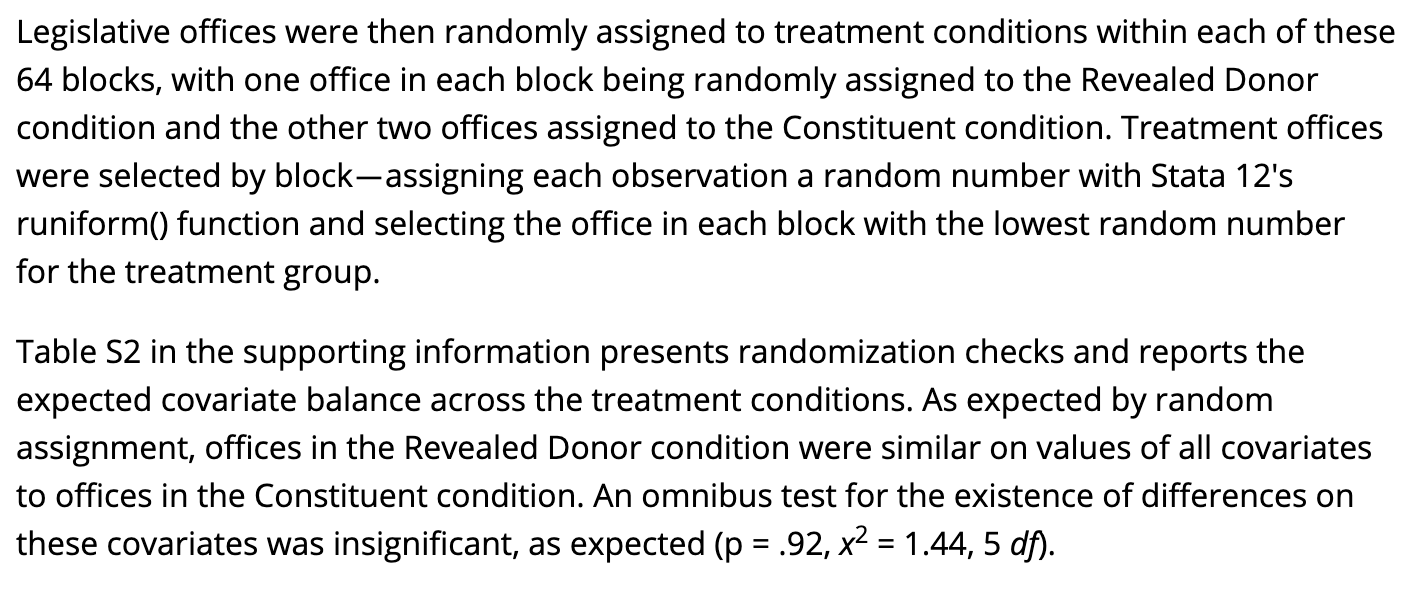 Legislative offices were then randomly assigned to treatment conditions within each of these
64 blocks, with one office in each block being randomly assigned to the Revealed Donor
condition and the other two offices assigned to the Constituent condition. Treatment offices
were selected by block—assigning each observation a random number with Stata 12's
runiform() function and selecting the office in each block with the lowest random number
for the treatment group.
Table S2 in the supporting information presents randomization checks and reports the
expected covariate balance across the treatment conditions. As expected by random
assignment, offices in the Revealed Donor condition were similar on values of all covariates
to offices in the Constituent condition. An omnibus test for the existence of differences on
these covariates was insignificant, as expected (p = .92, x² = 1.44, 5 df).